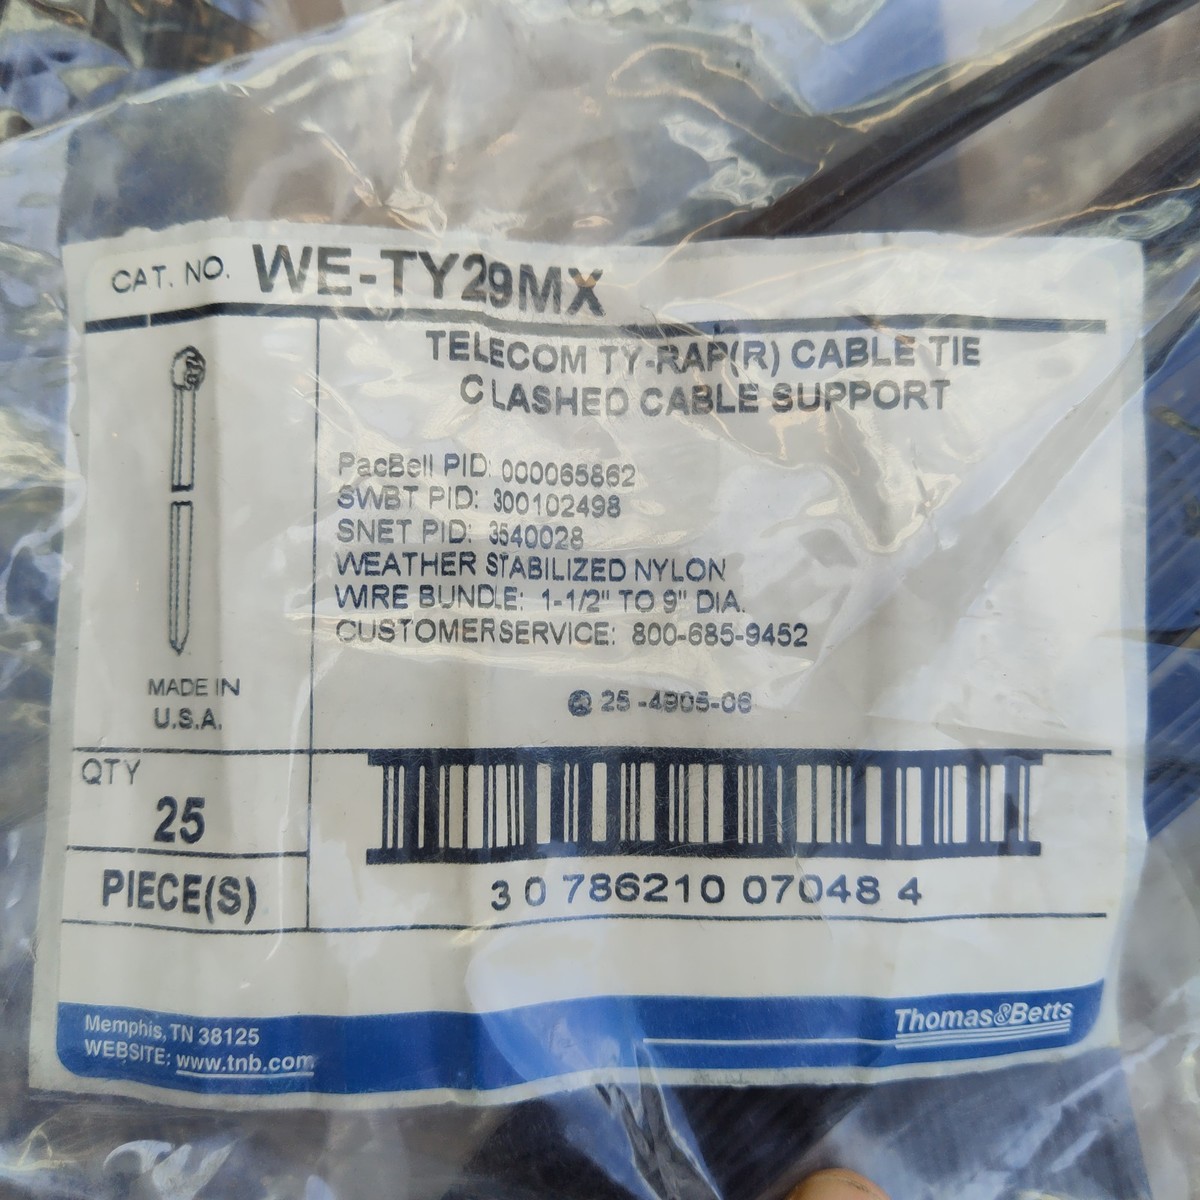 CAT. NO. WE-TY29MX
TELECOM TY-RAP(R) CABLE TIE
CLASHED CABLE SUPPORT
PacBell PID: 000065862
SWBT PID: 300102498
SNET PID: 3540028
WEATHER STABILIZED NYLON
WIRE BUNDLE: 1-1/2" TO 9" DIA.
CUSTOMERSERVICE: 800-685-9452
MADE IN
U.S.A.
25-4905-06
QTY
25
PIECE(S)
3 0 786210 07048 4
Memphis, TN 38125
WEBSITE: www.tnb.com
Thomas&Betts